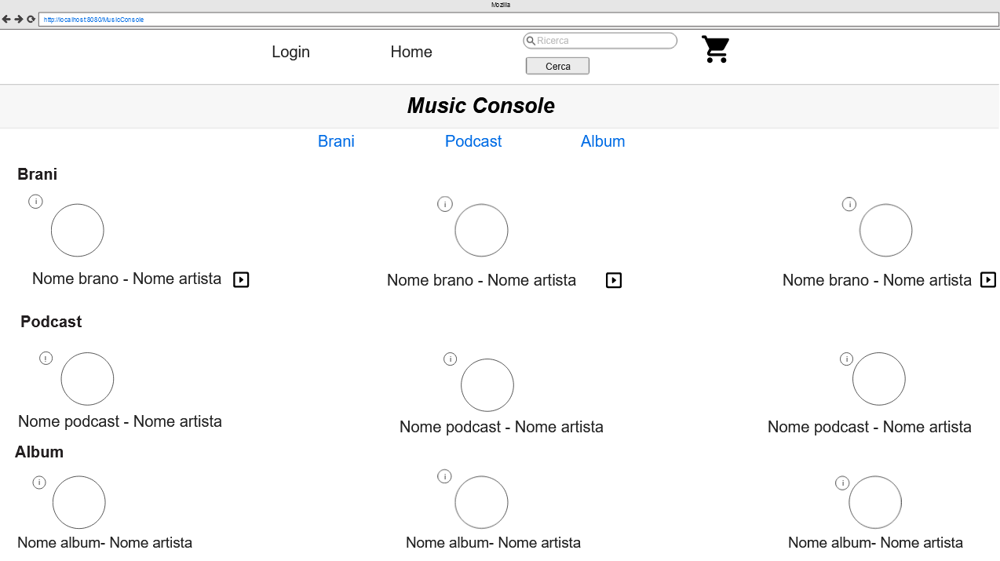 Mozilla
http://localhost:8080/MusicConsole
Login Home Ricerca
Cerca
Music Console
Brani Podcast Album
Brani
i i i
Nome brano - Nome artista Nome brano - Nome artista Nome brano - Nome artista
Podcast
! i i
Nome podcast - Nome artista Nome podcast - Nome artista Nome podcast - Nome artista
Album
i i i
Nome album- Nome artista Nome album- Nome artista Nome album- Nome artista